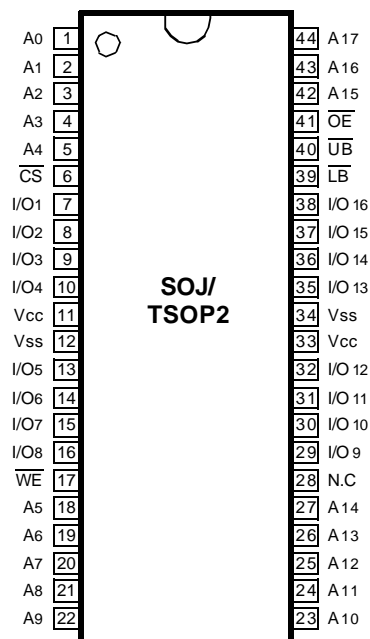 A0 1 44 A17
A1 2 43 A16
A2 3 42 A15
A3 4 41 OE
A4 5 40 UB
CS 6 39 LB
I/O1 7 38 I/O 16
I/O2 8 37 I/O 15
I/O3 9 36 I/O 14
I/O4 10 35 I/O 13
Vcc 11 34 Vss
Vss 12 33 Vcc
I/O5 13 32 I/O 12
I/O6 14 31 I/O 11
I/O7 15 30 I/O 10
I/O8 16 29 I/O 9
WE 17 28 N.C
A5 18 27 A14
A6 19 26 A13
A7 20 25 A12
A8 21 24 A11
A9 22 23 A10
SOJ/
TSOP2